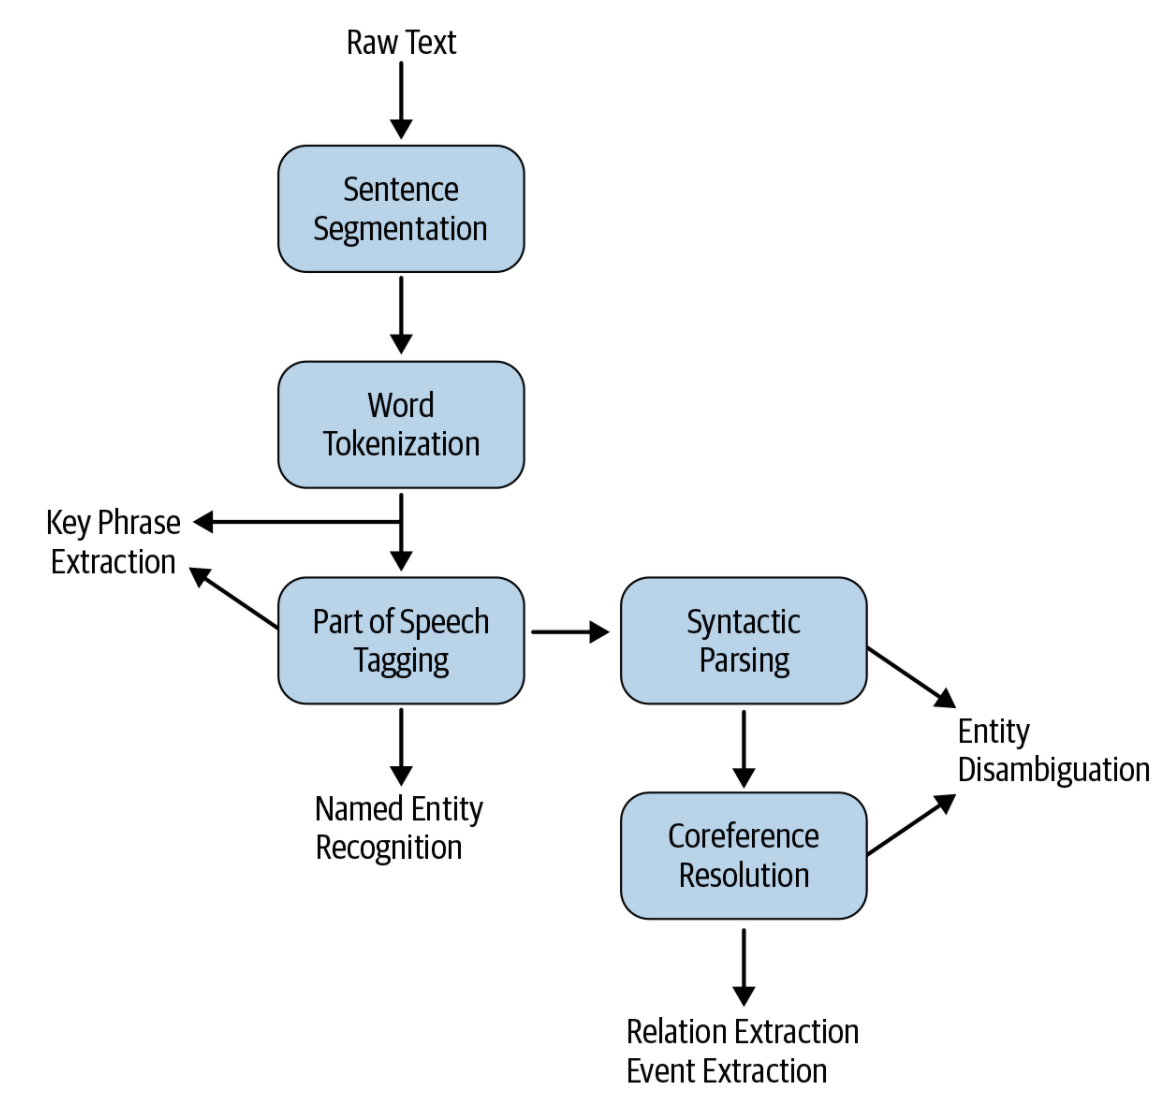 Raw Text
Sentence
Segmentation
Word
Tokenization
Key Phrase
Extraction
Part of Speech
Tagging
Syntactic
Parsing
Entity
Disambiguation
Named Entity
Recognition
Coreference
Resolution
Relation Extraction
Event Extraction